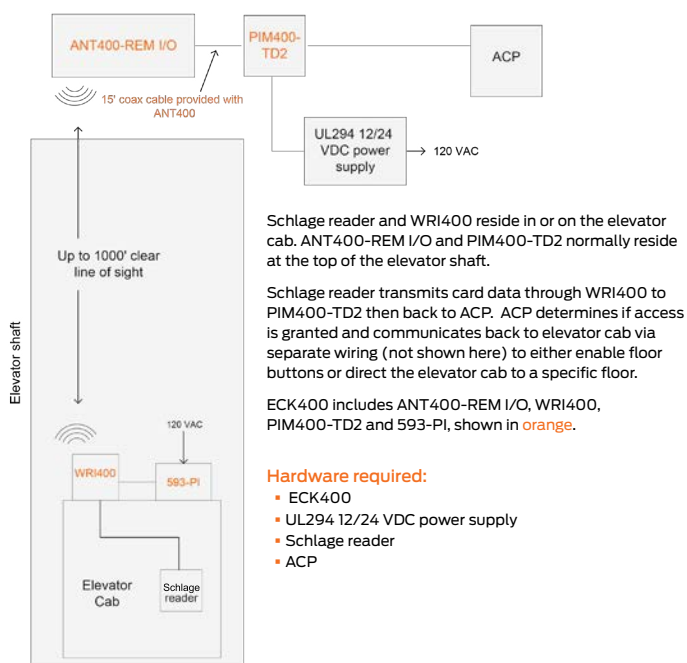 ANT400-REM I/O
PIM400-
TD2
ACP
15' coax cable provided with
ANT400
UL294 12/24
VDC power
supply
120 VAC
Up to 1000' clear
line of sight
Elevator shaft
Schlage reader and WRI400 reside in or on the elevator
cab. ANT400-REM I/O and PIM400-TD2 normally reside
at the top of the elevator shaft.
Schlage reader transmits card data through WRI400 to
PIM400-TD2 then back to ACP. ACP determines if access
is granted and communicates back to elevator cab via
separate wiring (not shown here) to either enable floor
buttons or direct the elevator cab to a specific floor.
ECK400 includes ANT400-REM I/O, WRI400,
PIM400-TD2 and 593-PI, shown in orange.
120 VAC
WRI400
593-PI
Elevator
Cab
Schlage
reader
Hardware required:
▪ ECK400
▪ UL294 12/24 VDC power supply
▪ Schlage reader
▪ ACP